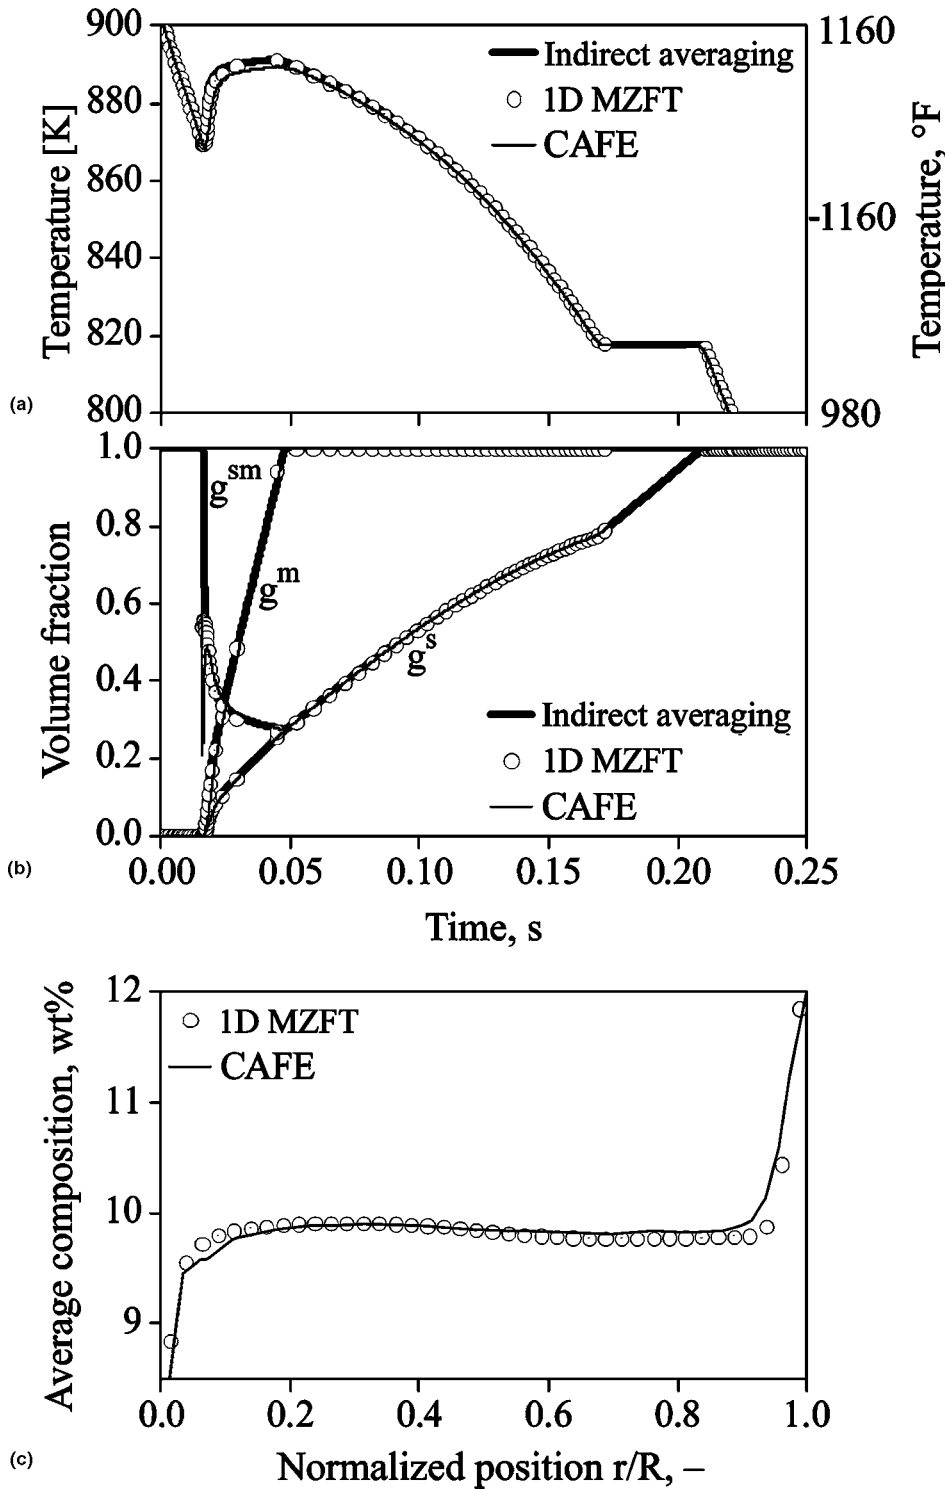 900
880
860
840
820
800
Temperature [K]
1160
-1160
980
Temperature, °F
Indirect averaging
1D MZFT
CAFE
(a)
1.0
0.8
0.6
0.4
0.2
0.0
Volume fraction
gsm
gm
gs
Indirect averaging
1D MZFT
CAFE
(b)
0.00 0.05 0.10 0.15 0.20 0.25
Time, s
12
11
10
9
Average composition, wt%
1D MZFT
CAFE
0.0 0.2 0.4 0.6 0.8 1.0
(c)
Normalized position r/R, –